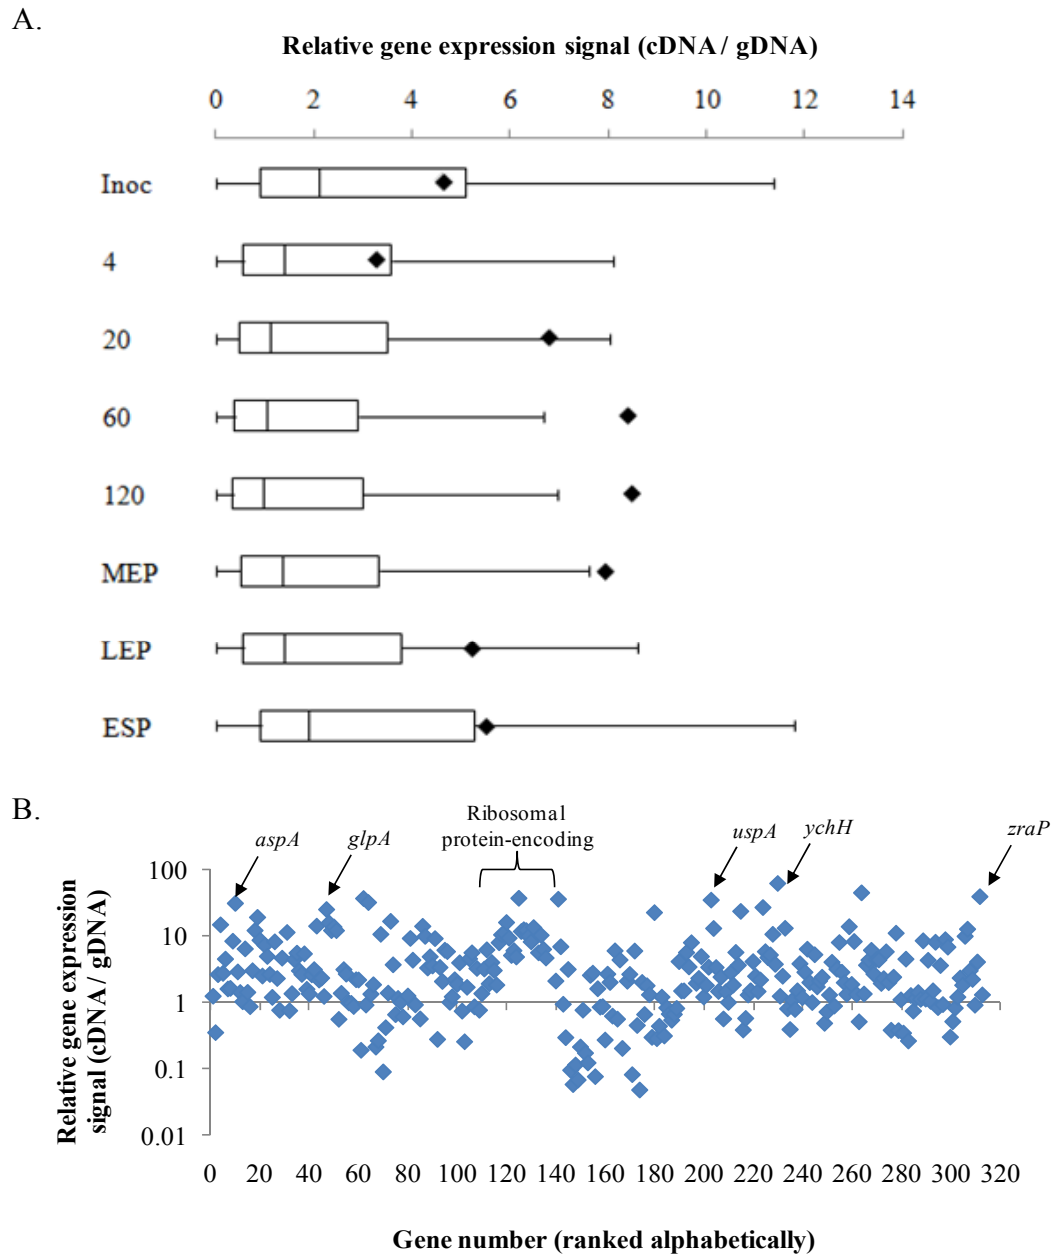 A.
Relative gene expression signal (cDNA / gDNA)
0 2 4 6 8 10 12 14
Inoc
4
20
60
120
MEP
LEP
ESP
B.
Ribosomal
protein-encoding
aspA
glpA
uspA
ychH
zraP
Relative gene expression
signal (cDNA / gDNA)
100
10
1
0.1
0.01
0 20 40 60 80 100 120 140 160 180 200 220 240 260 280 300 320
Gene number (ranked alphabetically)